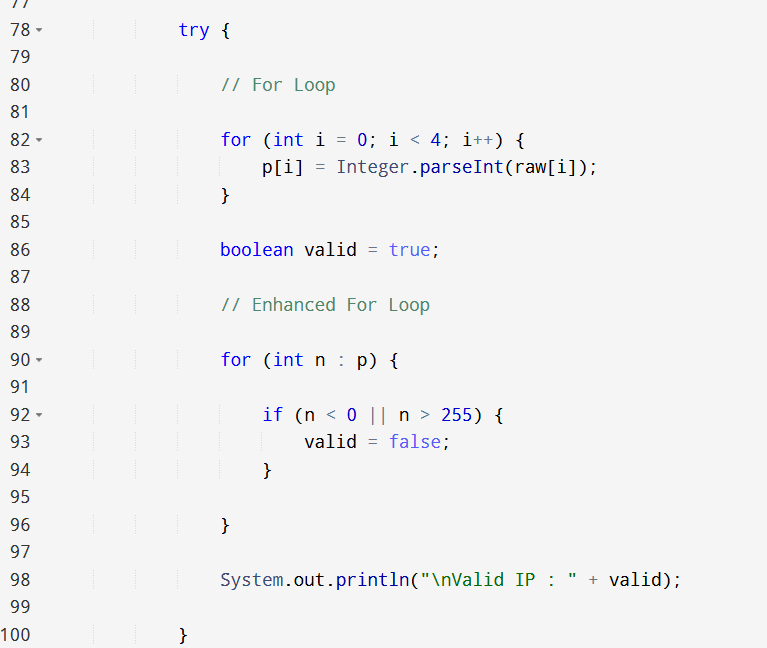 77
78 try {
79
80 // For Loop
81
82 for (int i = 0; i < 4; i++) {
83 p[i] = Integer.parseInt(raw[i]);
84 }
85
86 boolean valid = true;
87
88 // Enhanced For Loop
89
90 for (int n : p) {
91
92 if (n < 0 || n > 255) {
93 valid = false;
94 }
95
96 }
97
98 System.out.println("\nValid IP : " + valid);
99
100 }